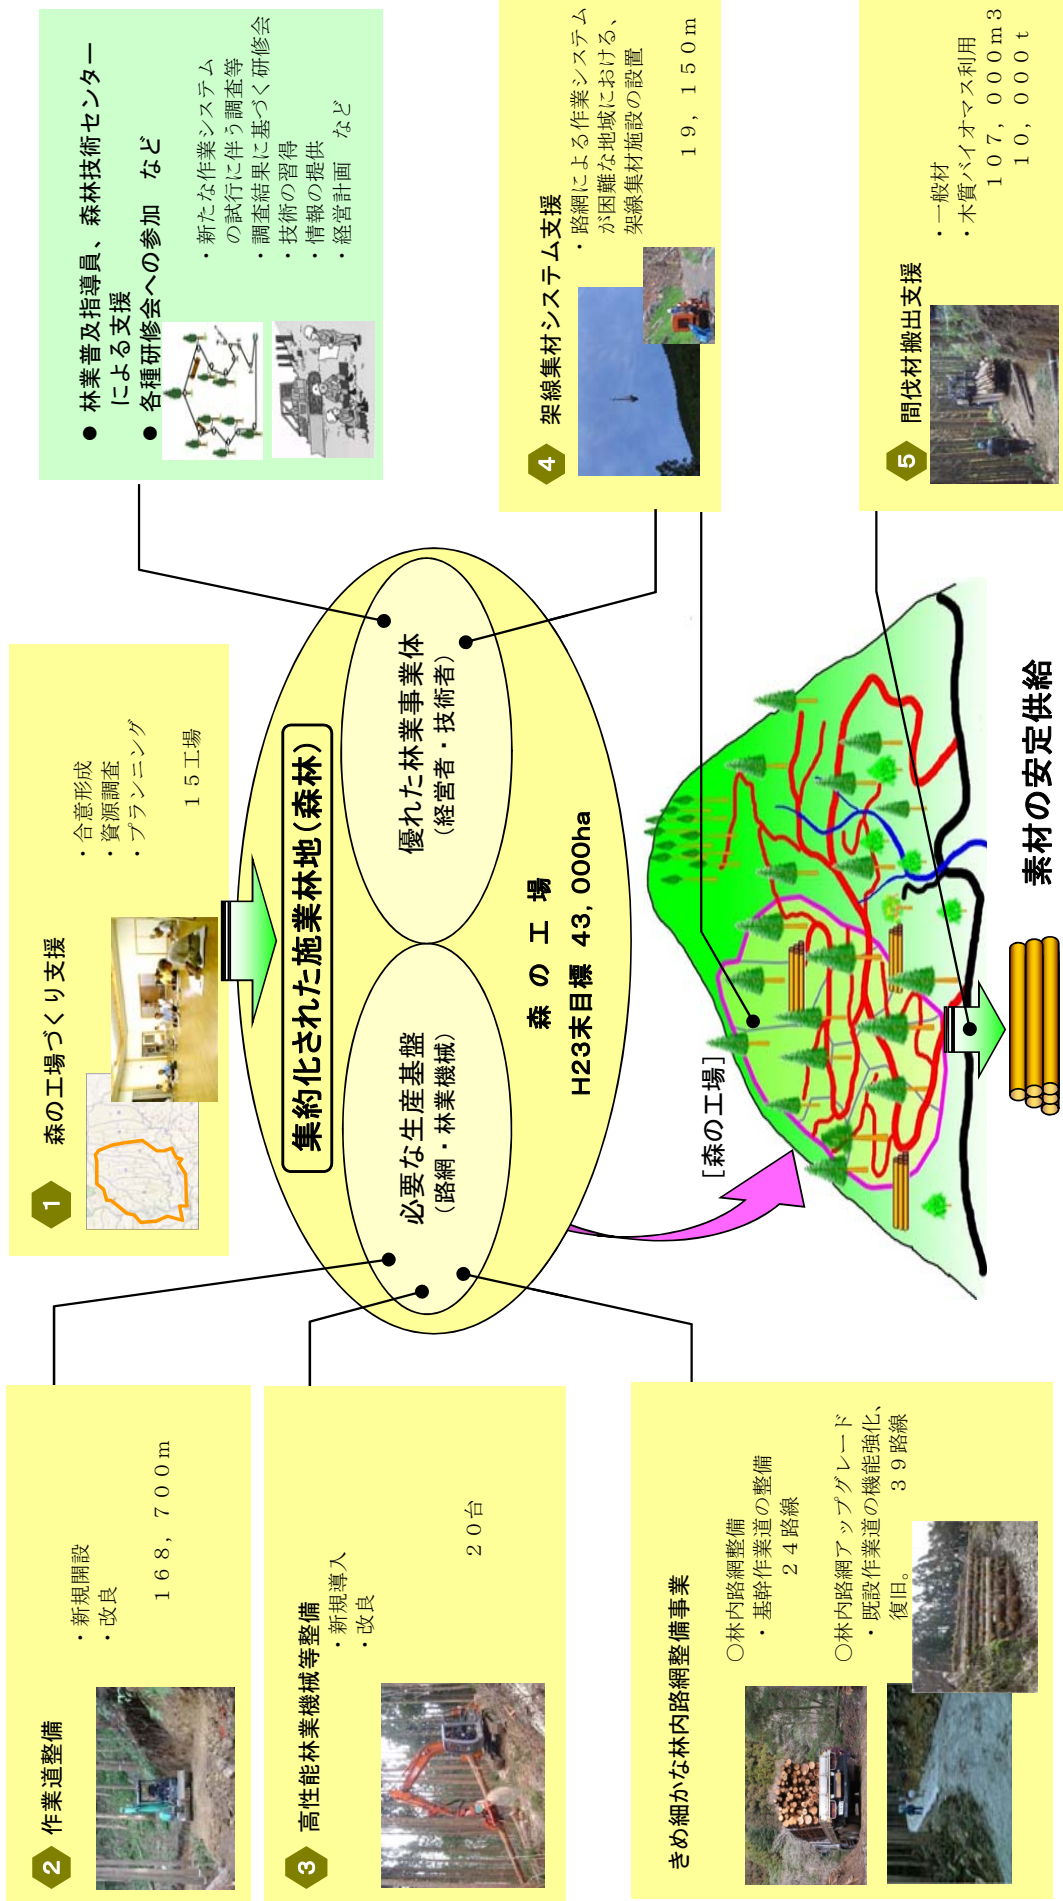 1
森の工場づくり支援
・合意形成
・資源調査
・プランニング
１５工場
2
作業道整備
・新規開設
・改良
１６８，７００ｍ
3
高性能林業機械等整備
・新規導入
・改良
２０台
きめ細かな林内路網整備事業
○林内路網整備
・基幹作業道の整備
２４路線
○林内路網アップグレード
・既設作業道の機能強化、
復旧。　３９路線
集約化された施業林地（森林）
必要な生産基盤
（路網・林業機械）
優れた林業事業体
（経営者・技術者）
森 の 工 場
H23末目標 43，000ha
● 林業普及指導員、森林技術センター
による支援
● 各種研修会への参加　など
・新たな作業システム
の試行に伴う調査等
・調査結果に基づく研修会
・技術の習得
・情報の提供
・経営計画　など
4
架線集材システム支援
・路網による作業システム
が困難な地域における、
架線集材施設の設置
１９，１５０ｍ
5
間伐材搬出支援
・一般材
・木質バイオマス利用
１０７，０００ｍ３
１０，０００ｔ
［森の工場］
素材の安定供給